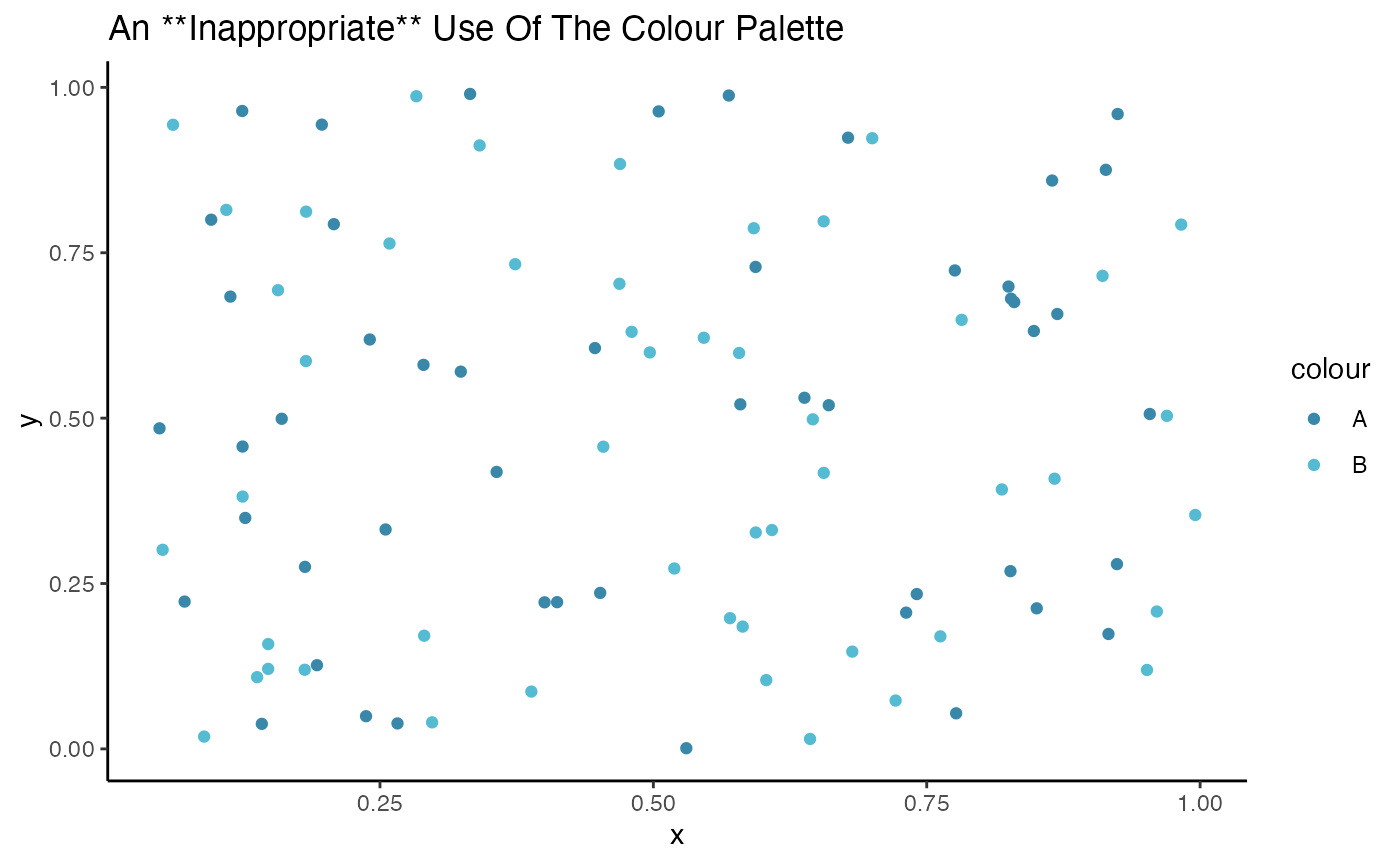 An **Inappropriate** Use Of The Colour Palette
1.00
0.75
0.50
0.25
0.00
y
0.25 0.50 0.75 1.00
x
colour
A
B